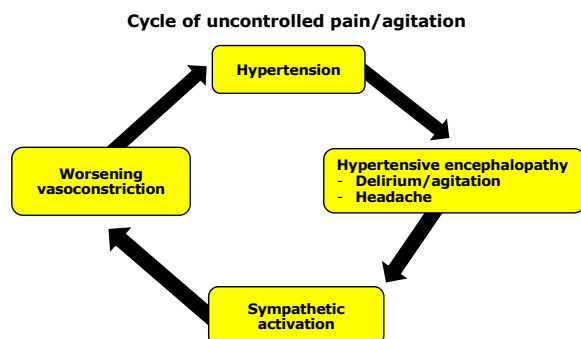 Cycle of uncontrolled pain/agitation
Hypertension
Hypertensive encephalopathy
- Delirium/agitation
- Headache
Sympathetic
activation
Worsening
vasoconstriction